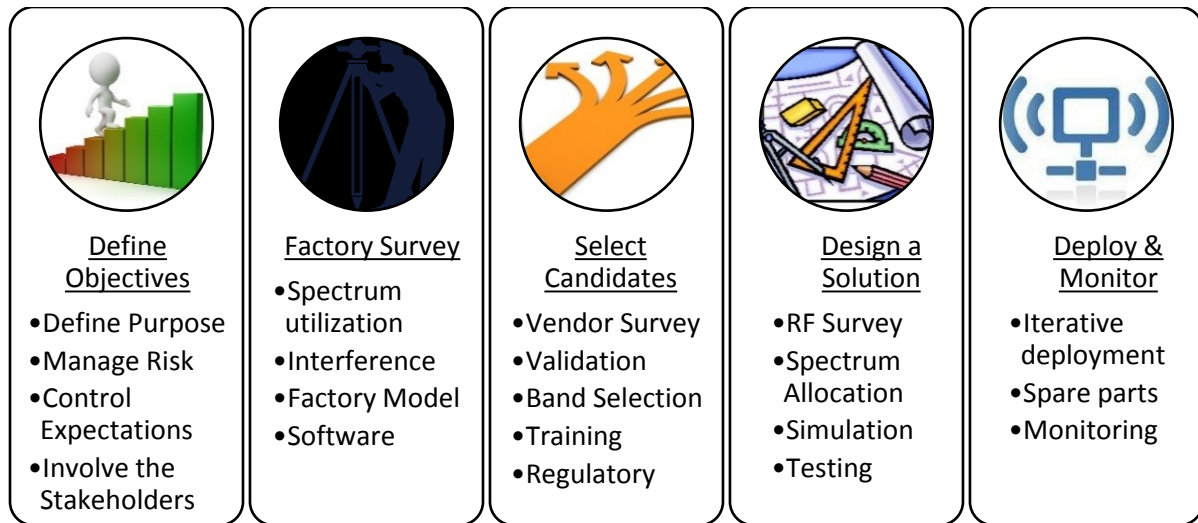 Define
Objectives
•Define Purpose
•Manage Risk
•Control
Expectations
•Involve the
Stakeholders
Factory Survey
•Spectrum
utilization
•Interference
•Factory Model
•Software
Select
Candidates
•Vendor Survey
•Validation
•Band Selection
•Training
•Regulatory
Design a
Solution
•RF Survey
•Spectrum
Allocation
•Simulation
•Testing
Deploy &
Monitor
•Iterative
deployment
•Spare parts
•Monitoring